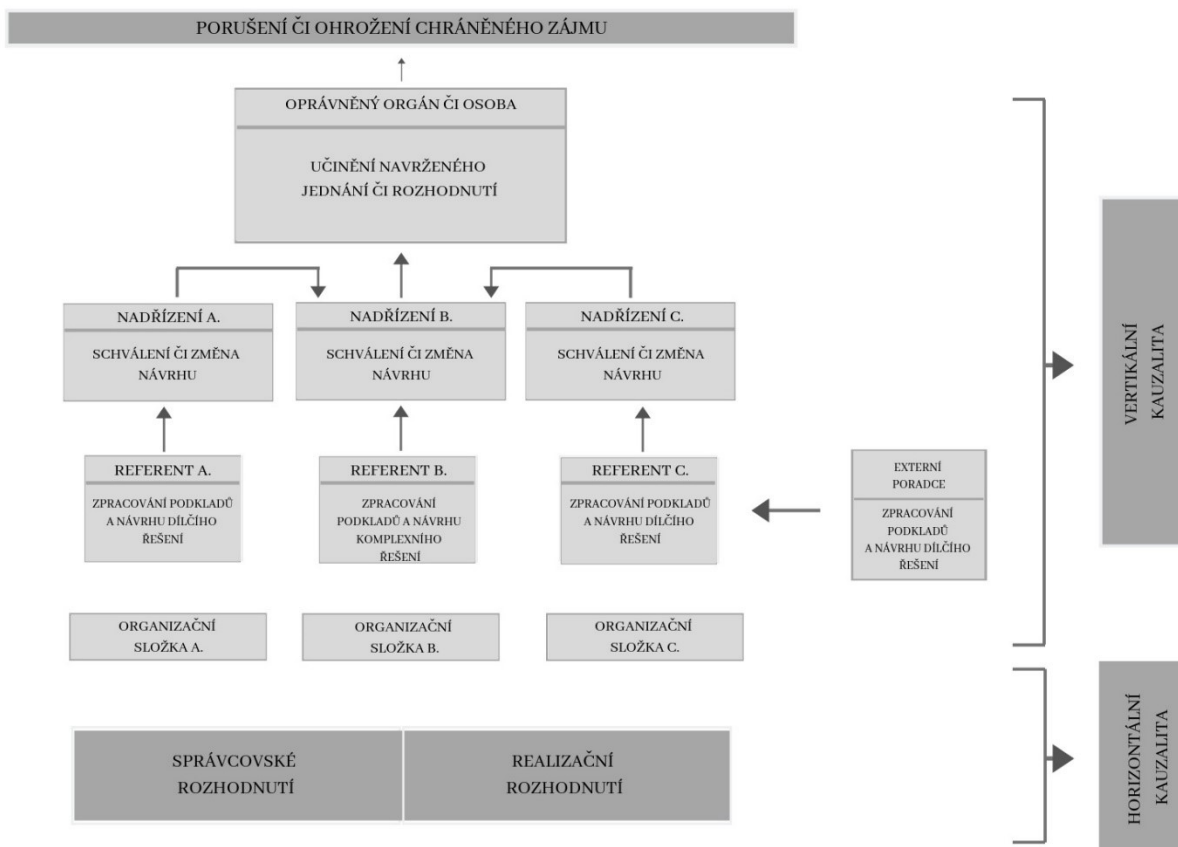 PORUŠENÍ ČI OHROŽENÍ CHRÁNĚNÉHO ZÁJMU
OPRÁVNĚNÝ ORGÁN ČI OSOBA
UČINĚNÍ NAVRŽENÉHO
JEDNÁNÍ ČI ROZHODNUTÍ
NADŘÍZENÍ A.
SCHVÁLENÍ ČI ZMĚNA
NÁVRHU
NADŘÍZENÍ B.
SCHVÁLENÍ ČI ZMĚNA
NÁVRHU
NADŘÍZENÍ C.
SCHVÁLENÍ ČI ZMĚNA
NÁVRHU
REFERENT A.
ZPRACOVÁNÍ PODKLADŮ
A NÁVRHU DÍLČÍHO
ŘEŠENÍ
REFERENT B.
ZPRACOVÁNÍ
PODKLADŮ A NÁVRHU
KOMPLEXNÍHO
ŘEŠENÍ
REFERENT C.
ZPRACOVÁNÍ PODKLADŮ
A NÁVRHU DÍLČÍHO
ŘEŠENÍ
EXTERNÍ
PORADCE
ZPRACOVÁNÍ
PODKLADŮ
A NÁVRHU DÍLČÍHO
ŘEŠENÍ
ORGANIZAČNÍ
SLOŽKA A.
ORGANIZAČNÍ
SLOŽKA B.
ORGANIZAČNÍ
SLOŽKA C.
VERTIKÁLNÍ
KAUZALITA
SPRÁVCOVSKÉ
ROZHODNUTÍ
REALIZAČNÍ
ROZHODNUTÍ
HORIZONTÁLNÍ
KAUZALITA